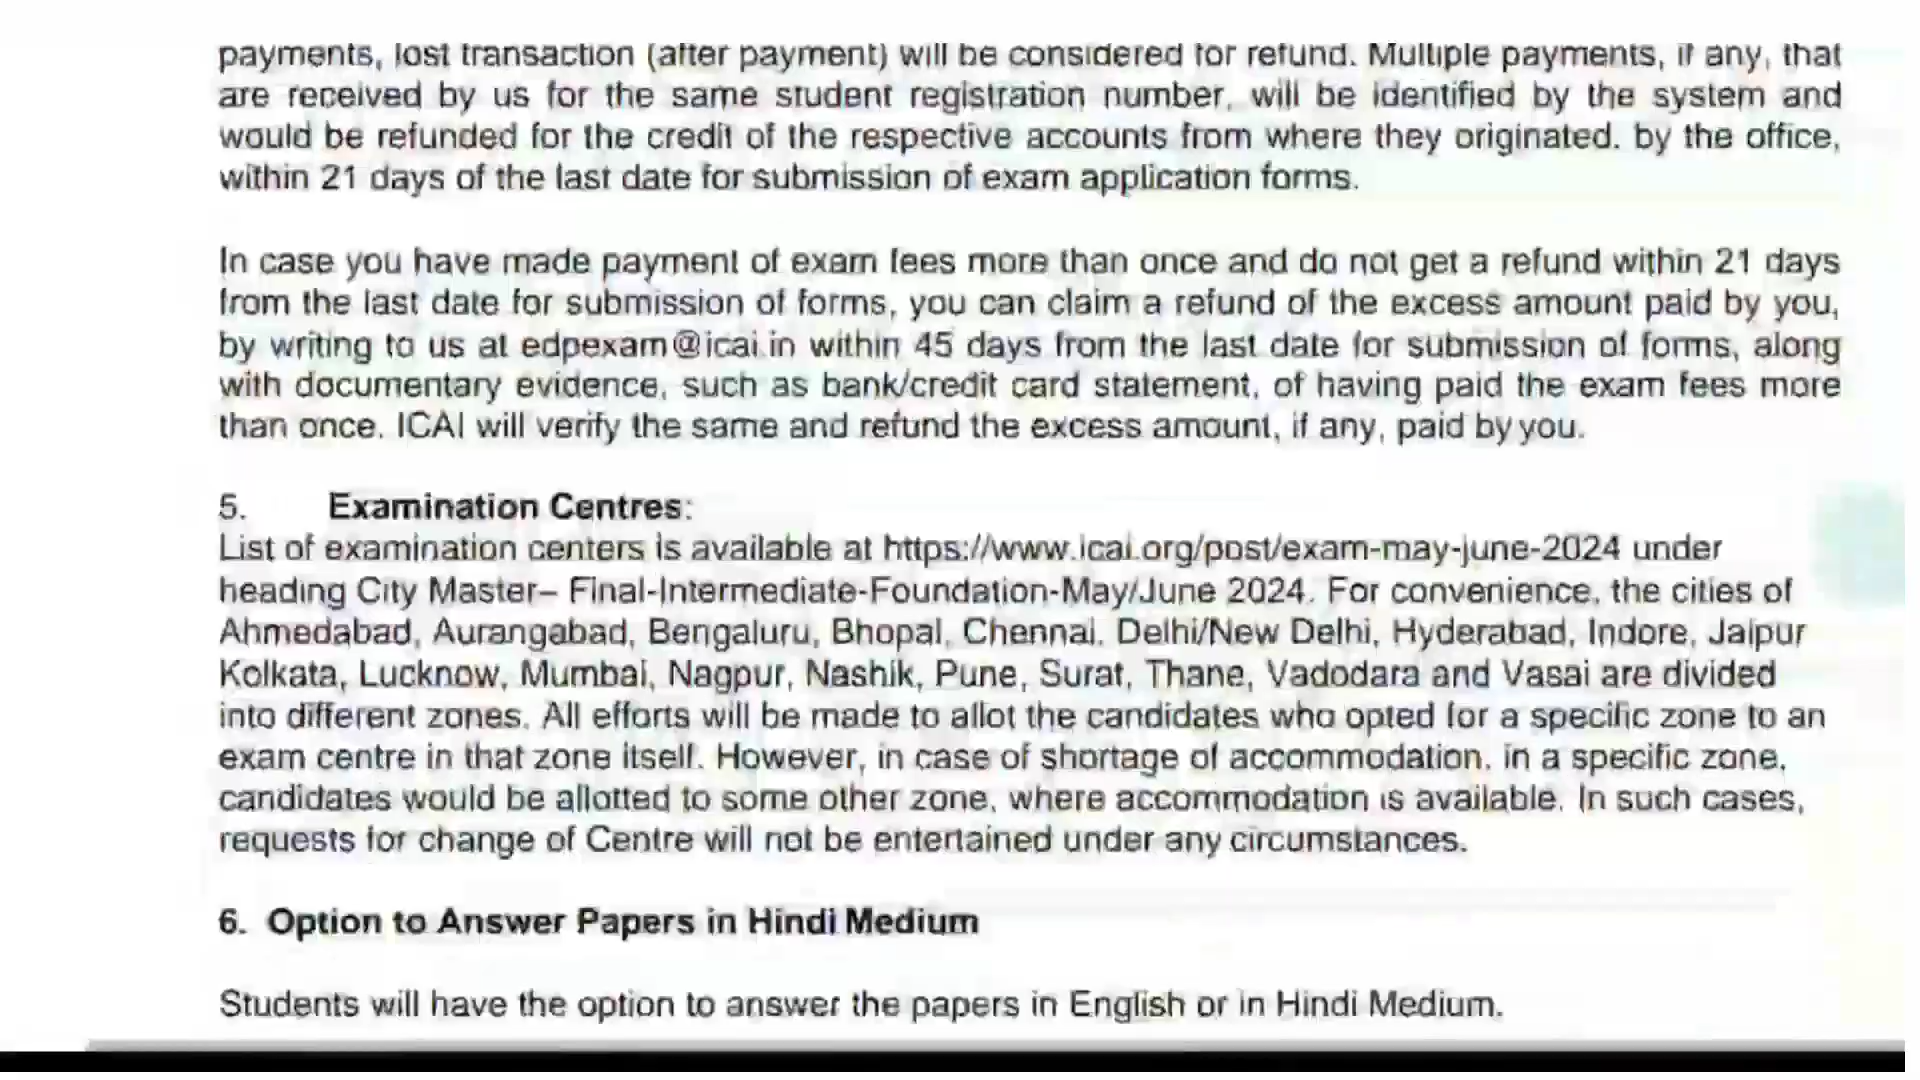 payments, lost transaction (after payment) will be considered for refund. Multiple payments, if any, that
are received by us for the same student registration number, will be identified by the system and
would be refunded for the credit of the respective accounts from where they originated. by the office,
within 21 days of the last date for submission of exam application forms.
In case you have made payment of exam fees more than once and do not get a refund within 21 days
from the last date for submission of forms, you can claim a refund of the excess amount paid by you,
by writing to us at edpexam@icai.in within 45 days from the last date for submission of forms, along
with documentary evidence, such as bank/credit card statement, of having paid the exam fees more
than once. ICAI will verify the same and refund the excess amount, if any, paid by you.
5. Examination Centres:
List of examination centers is available at https://www.icai.org/post/exam-may-june-2024 under
heading City Master– Final-Intermediate-Foundation-May/June 2024. For convenience, the cities of
Ahmedabad, Aurangabad, Bengaluru, Bhopal, Chennai. Delhi/New Delhi, Hyderabad, Indore, Jaipur
Kolkata, Lucknow, Mumbai, Nagpur, Nashik, Pune, Surat, Thane, Vadodara and Vasai are divided
into different zones. All efforts will be made to allot the candidates who opted for a specific zone to an
exam centre in that zone itself. However, in case of shortage of accommodation, in a specific zone,
candidates would be allotted to some other zone, where accommodation is available. In such cases,
requests for change of Centre will not be entertained under any circumstances.
6. Option to Answer Papers in Hindi Medium
Students will have the option to answer the papers in English or in Hindi Medium.